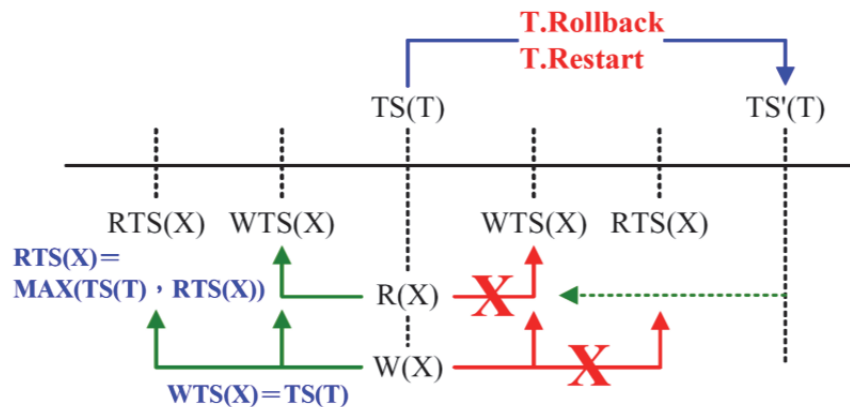 T.Rollback
T.Restart
TS(T) TS'(T)
RTS(X) WTS(X) WTS(X) RTS(X)
RTS(X)=
MAX(TS(T),RTS(X))
R(X) X
W(X) X
WTS(X)=TS(T)